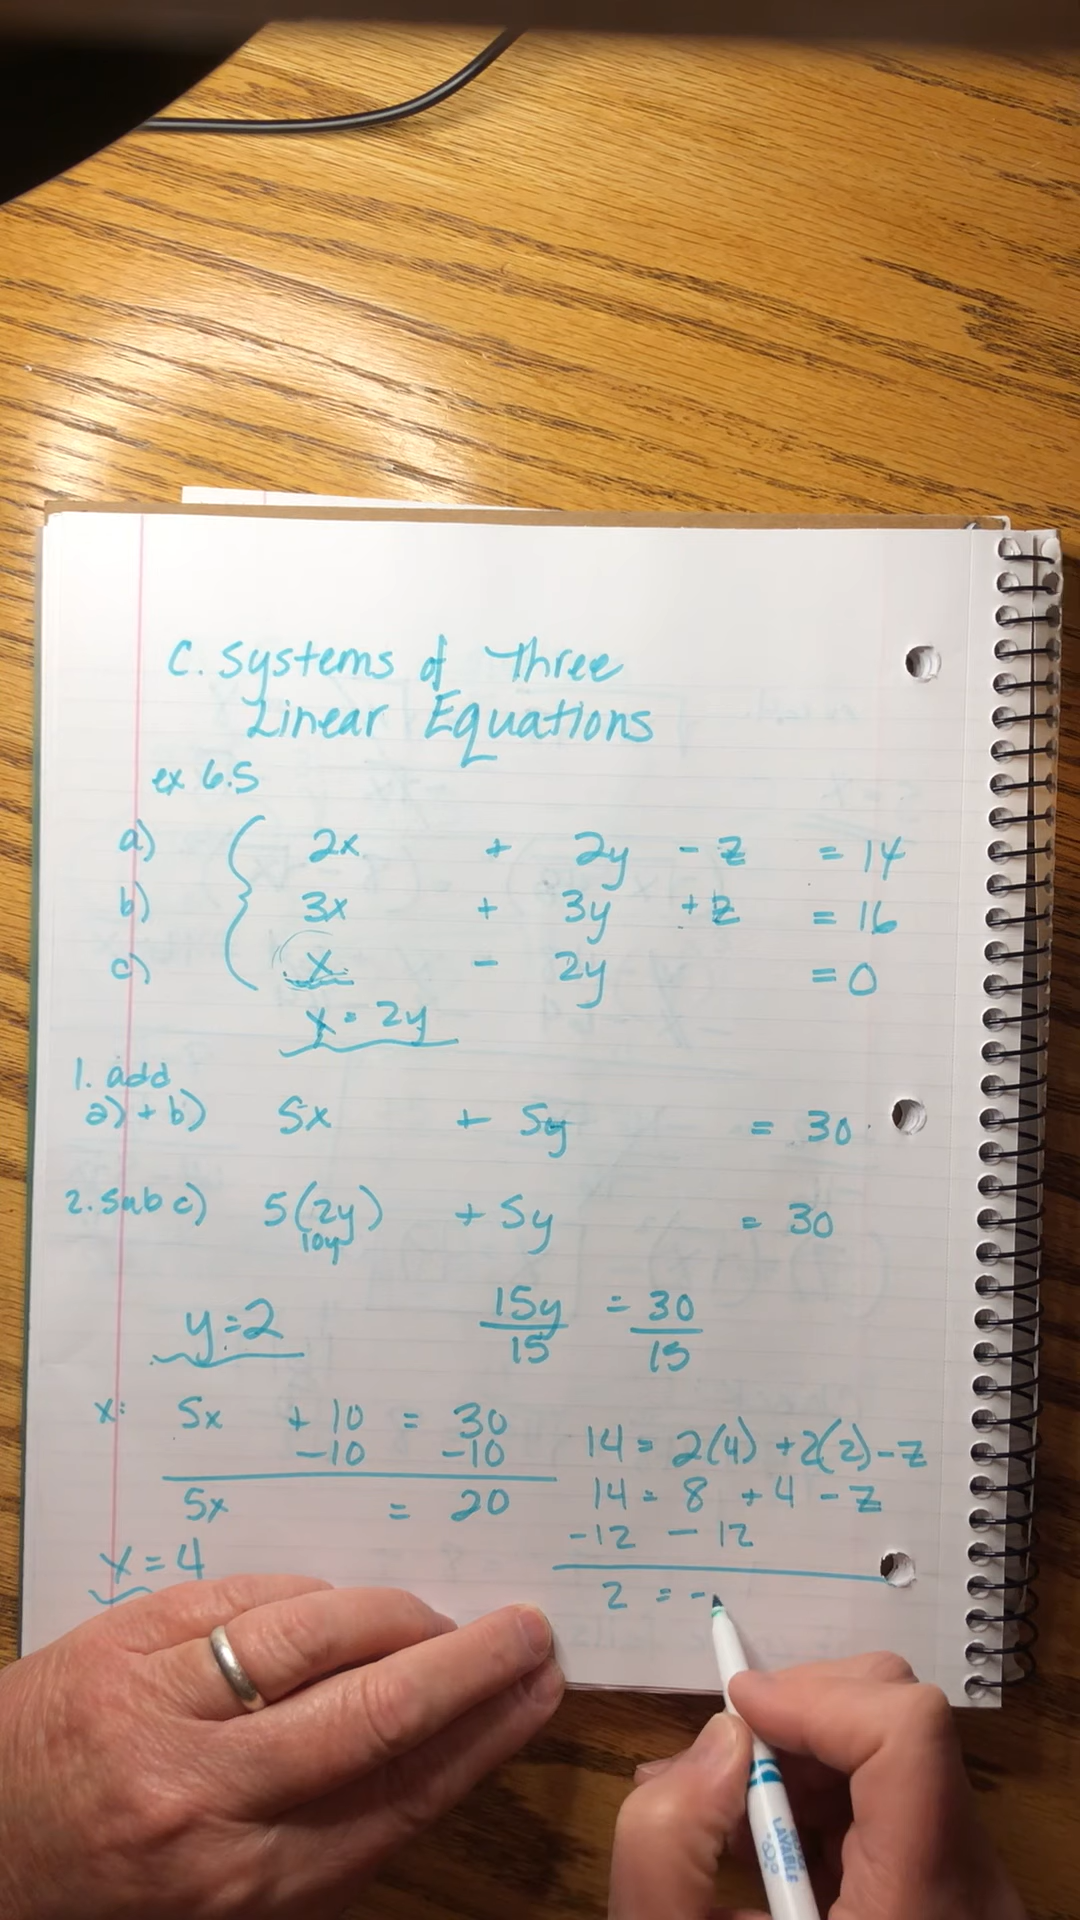 C. Systems of Three
Linear Equations
ex 6.5
a) 2x + 2y - z = 14
b) 3x + 3y + z = 16
c) x - 2y = 0
x = 2y
1. add
a) + b) 5x + 5y = 30
2. sub c) 5(2y) + 5y = 30
10y
y = 2
15y = 30
15 15
x: 5x + 10 = 30
-10 -10
5x = 20
x = 4
14 = 2(4) + 2(2) - z
14 = 8 + 4 - z
-12 - 12
2 = -
WASHABLE